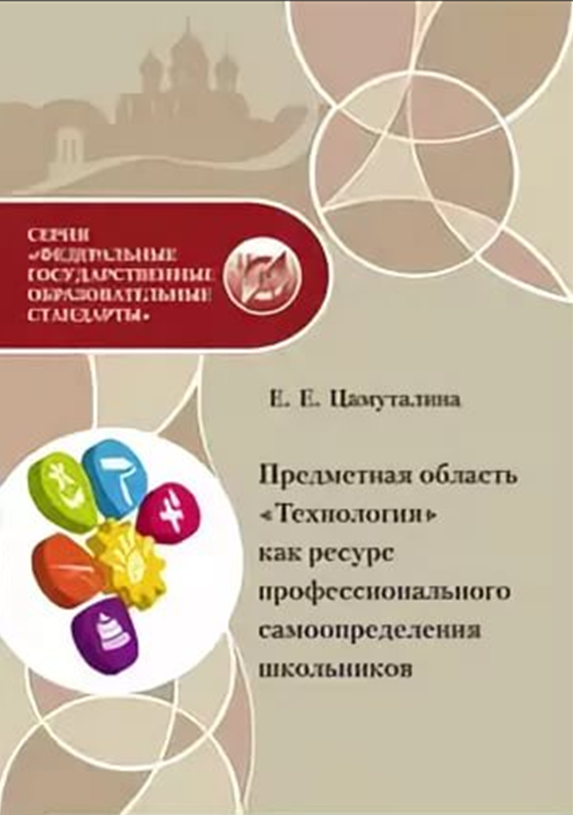 СЕРИЯ
«ФЕДЕРАЛЬНЫЕ
ГОСУДАРСТВЕННЫЕ
ОБРАЗОВАТЕЛЬНЫЕ
СТАНДАРТЫ»
Е. Е. Цамуталина
Предметная область
«Технология»
как ресурс
профессионального
самоопределения
школьников